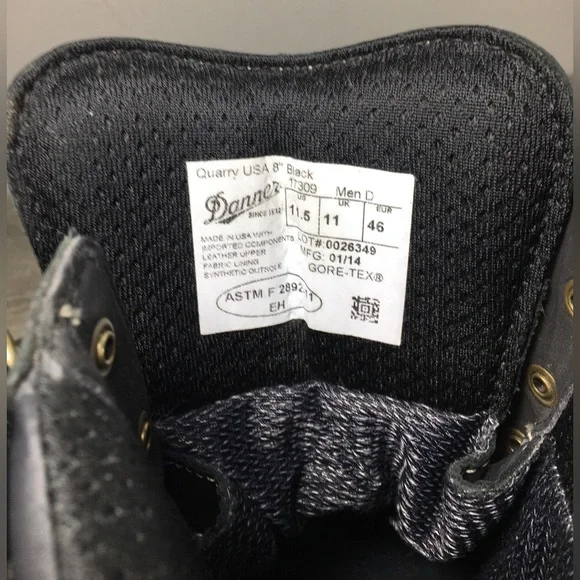 Quarry USA 8" Black
17309 Men D
Danner
SINCE 1932
US UK EUR
11.5 11 46
MADE IN USA WITH
IMPORTED COMPONENTS
LEATHER UPPER
FABRIC LINING
SYNTHETIC OUTSOLE
LOT#:0026349
MFG: 01/14
GORE-TEX®
ASTM F 2892-11
EH